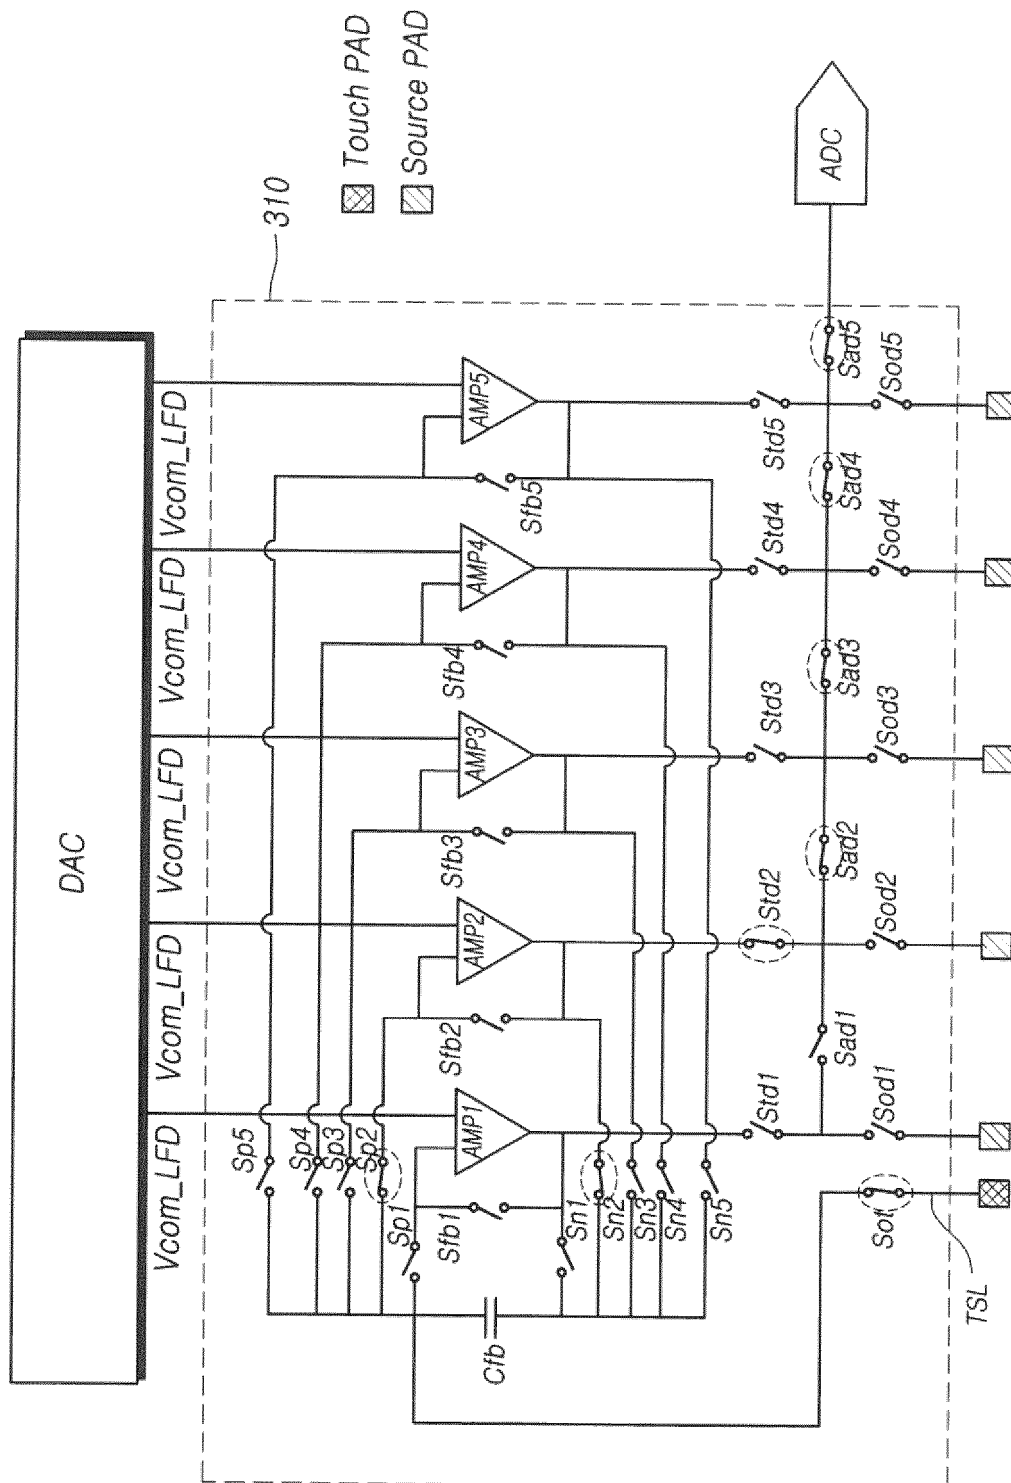 DAC
Vcom_LFD
Vcom_LFD
Vcom_LFD
Vcom_LFD
Vcom_LFD
310
Touch PAD
Source PAD
Sp5
Sp4
Sp3
Sp2
Sp1
AMP1
AMP2
AMP3
AMP4
AMP5
Sfb1
Sfb2
Sfb3
Sfb4
Sfb5
Cfb
Sn1
Sn2
Sn3
Sn4
Sn5
Std1
Std2
Std3
Std4
Std5
Sad1
Sad2
Sad3
Sad4
Sad5
ADC
Sot
Sod1
Sod2
Sod3
Sod4
Sod5
TSL